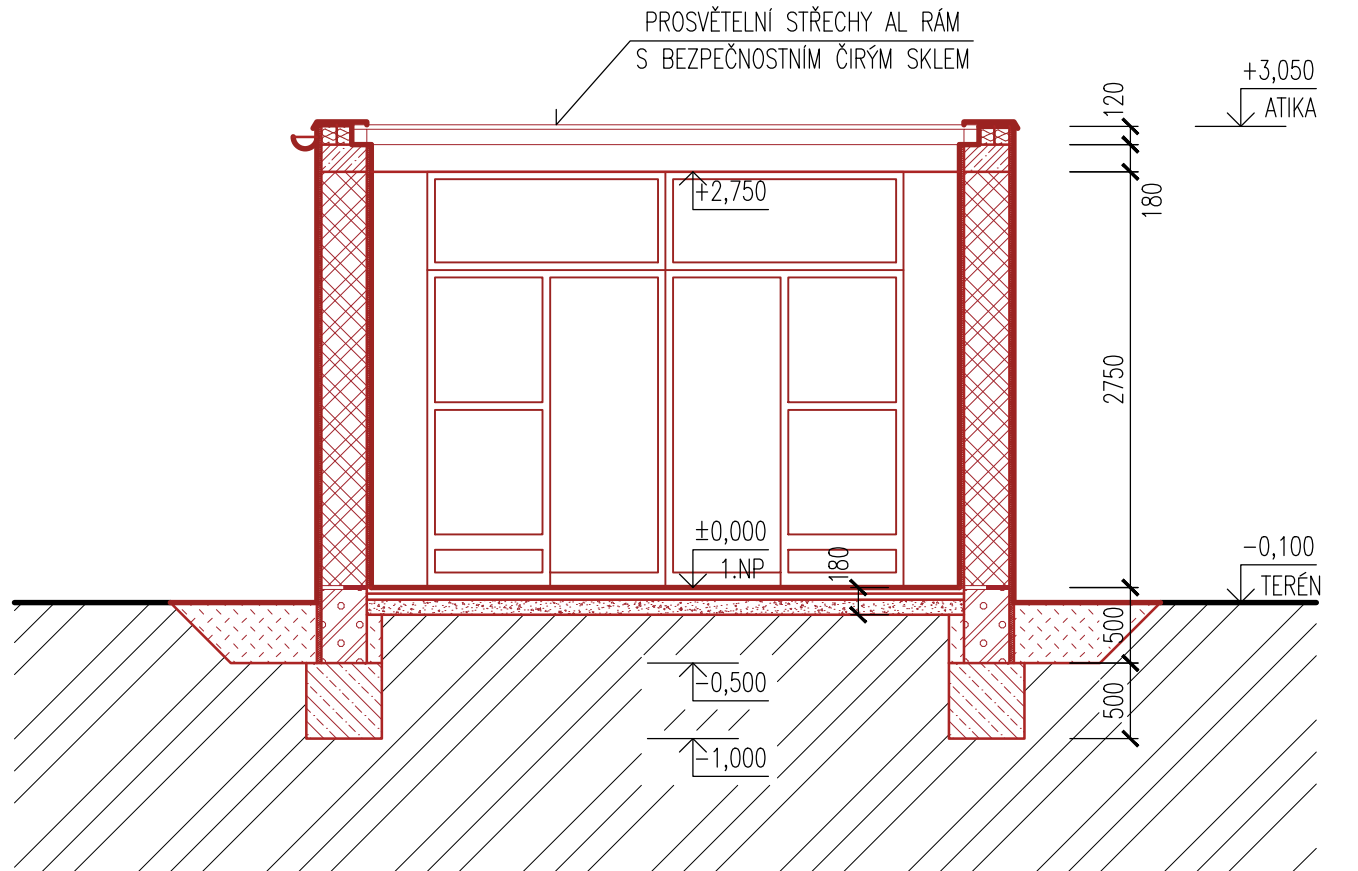 PROSVĚTELNÍ STŘECHY AL RÁM
S BEZPEČNOSTNÍM ČIRÝM SKLEM
+3,050
ATIKA
120
180
+2,750
2750
±0,000
1.NP
180
-0,100
TERÉN
500
-0,500
500
-1,000